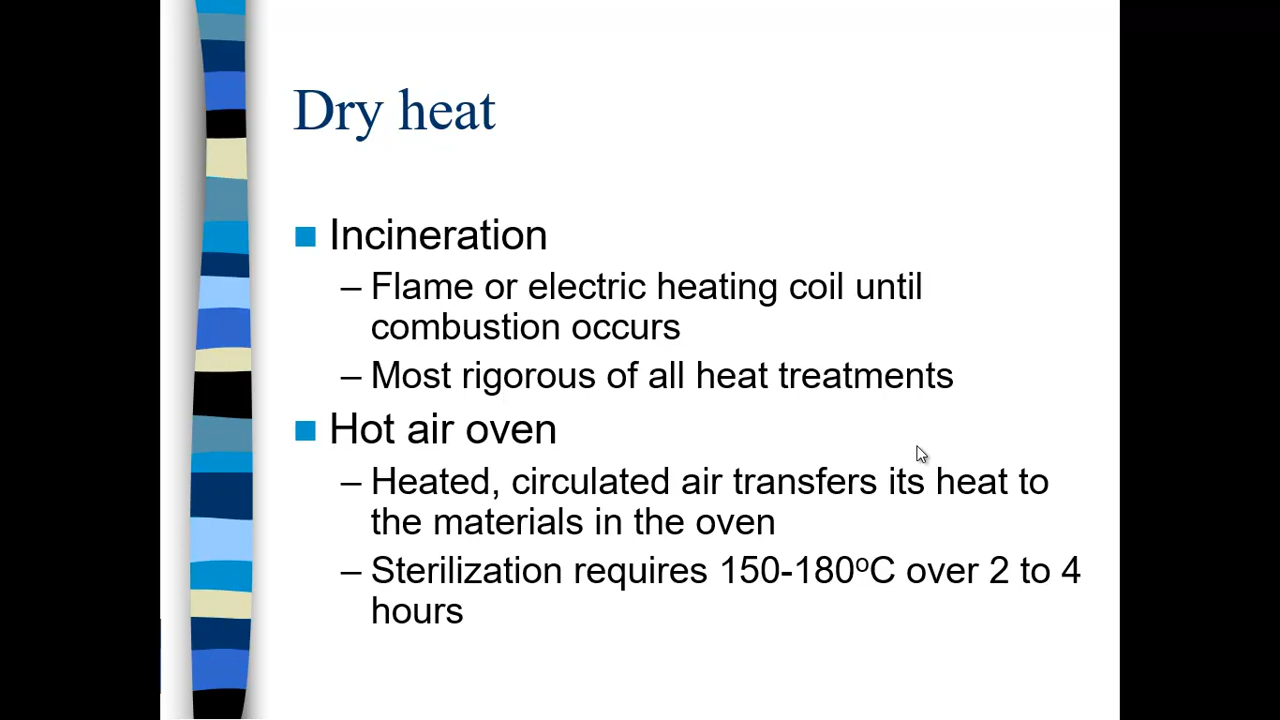 Dry heat
Incineration
– Flame or electric heating coil until
combustion occurs
– Most rigorous of all heat treatments
Hot air oven
– Heated, circulated air transfers its heat to
the materials in the oven
– Sterilization requires 150-180ºC over 2 to 4
hours